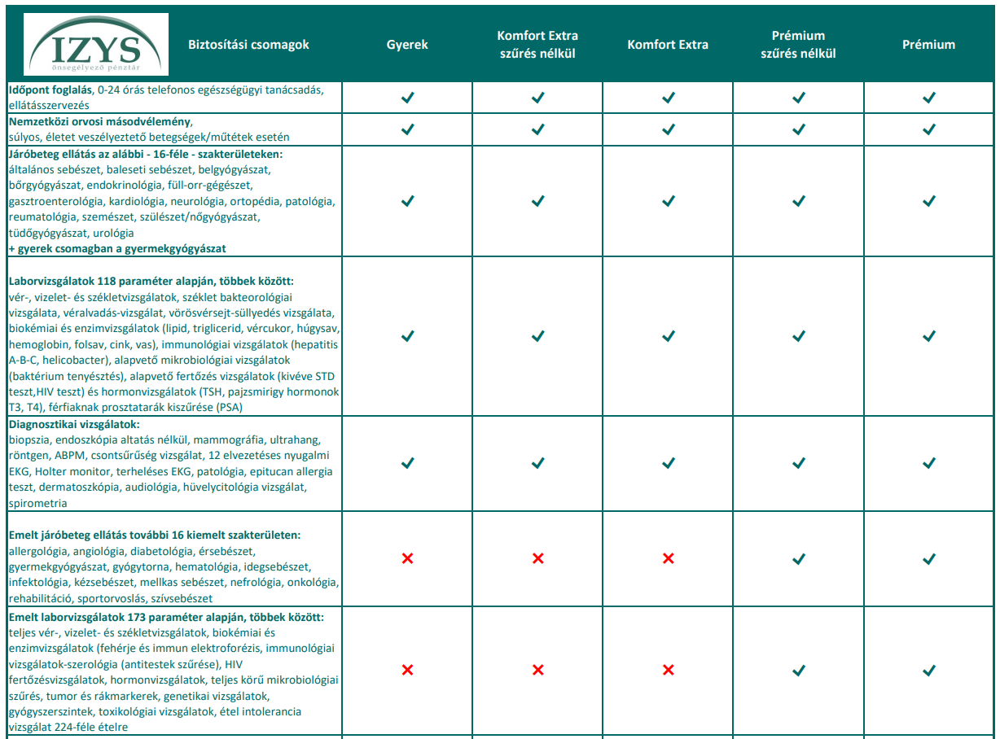 IZYS
önsegélyező pénztár
Biztosítási csomagok
Gyerek
Komfort Extra
szűrés nélkül
Komfort Extra
Prémium
szűrés nélkül
Prémium
Időpont foglalás, 0-24 órás telefonos egészségügyi tanácsadás,
ellátásszervezés
Nemzetközi orvosi másodvélemény,
súlyos, életet veszélyeztető betegségek/műtétek esetén
Járóbeteg ellátás az alábbi - 16-féle - szakterületeken:
általános sebészet, baleseti sebészet, belgyógyászat,
bőrgyógyászat, endokrinológia, füll-orr-gégészet,
gasztroenterológia, kardiológia, neurológia, ortopédia, patológia,
reumatológia, szemészet, szülészet/nőgyógyászat,
tüdőgyógyászat, urológia
+ gyerek csomagban a gyermekgyógyászat
Laborvizsgálatok 118 paraméter alapján, többek között:
vér-, vizelet- és székletvizsgálatok, széklet bakteorológiai
vizsgálata, véralvadás-vizsgálat, vörösvérsejt-süllyedés vizsgálata,
biokémiai és enzimvizsgálatok (lipid, triglicerid, vércukor, húgysav,
hemoglobin, folsav, cink, vas), immunológiai vizsgálatok (hepatitis
A-B-C, helicobacter), alapvető mikrobiológiai vizsgálatok
(baktérium tenyésztés), alapvető fertőzés vizsgálatok (kivéve STD
teszt,HIV teszt) és hormonvizsgálatok (TSH, pajzsmirigy hormonok
T3, T4), férfiaknak prosztatarák kiszűrése (PSA)
Diagnosztikai vizsgálatok:
biopszia, endoszkópia altatás nélkül, mammográfia, ultrahang,
röntgen, ABPM, csontsűrűség vizsgálat, 12 elvezetéses nyugalmi
EKG, Holter monitor, terheléses EKG, patológia, epitucan allergia
teszt, dermatoszkópia, audiológia, hüvelycitológia vizsgálat,
spirometria
Emelt járóbeteg ellátás további 16 kiemelt szakterületen:
allergológia, angiológia, diabetológia, érsebészet,
gyermekgyógyászat, gyógytorna, hematológia, idegsebészet,
infektológia, kézsebészet, mellkas sebészet, nefrológia, onkológia,
rehabilitáció, sportorvoslás, szívsebészet
Emelt laborvizsgálatok 173 paraméter alapján, többek között:
teljes vér-, vizelet- és székletvizsgálatok, biokémiai és
enzimvizsgálatok (fehérje és immun elektroforézis, immunológiai
vizsgálatok-szerológia (antitestek szűrése), HIV
fertőzésvizsgálatok, hormonvizsgálatok, teljes körű mikrobiológiai
szűrés, tumor és rákmarkerek, genetikai vizsgálatok,
gyógyszerszintek, toxikológiai vizsgálatok, étel intolerancia
vizsgálat 224-féle ételre